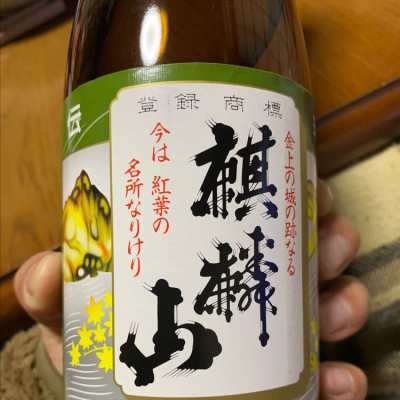 登録商標
金上の城の跡なる
麒麟山
今は 紅葉の
名所なりけり
伝